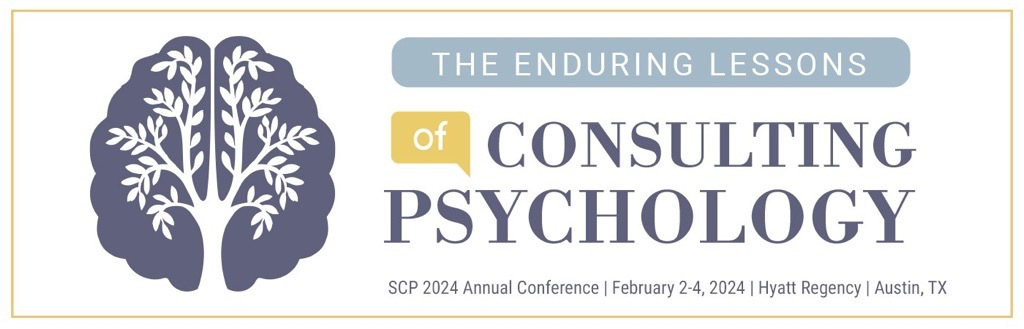 THE ENDURING LESSONS
of CONSULTING
PSYCHOLOGY
SCP 2024 Annual Conference | February 2-4, 2024 | Hyatt Regency | Austin, TX